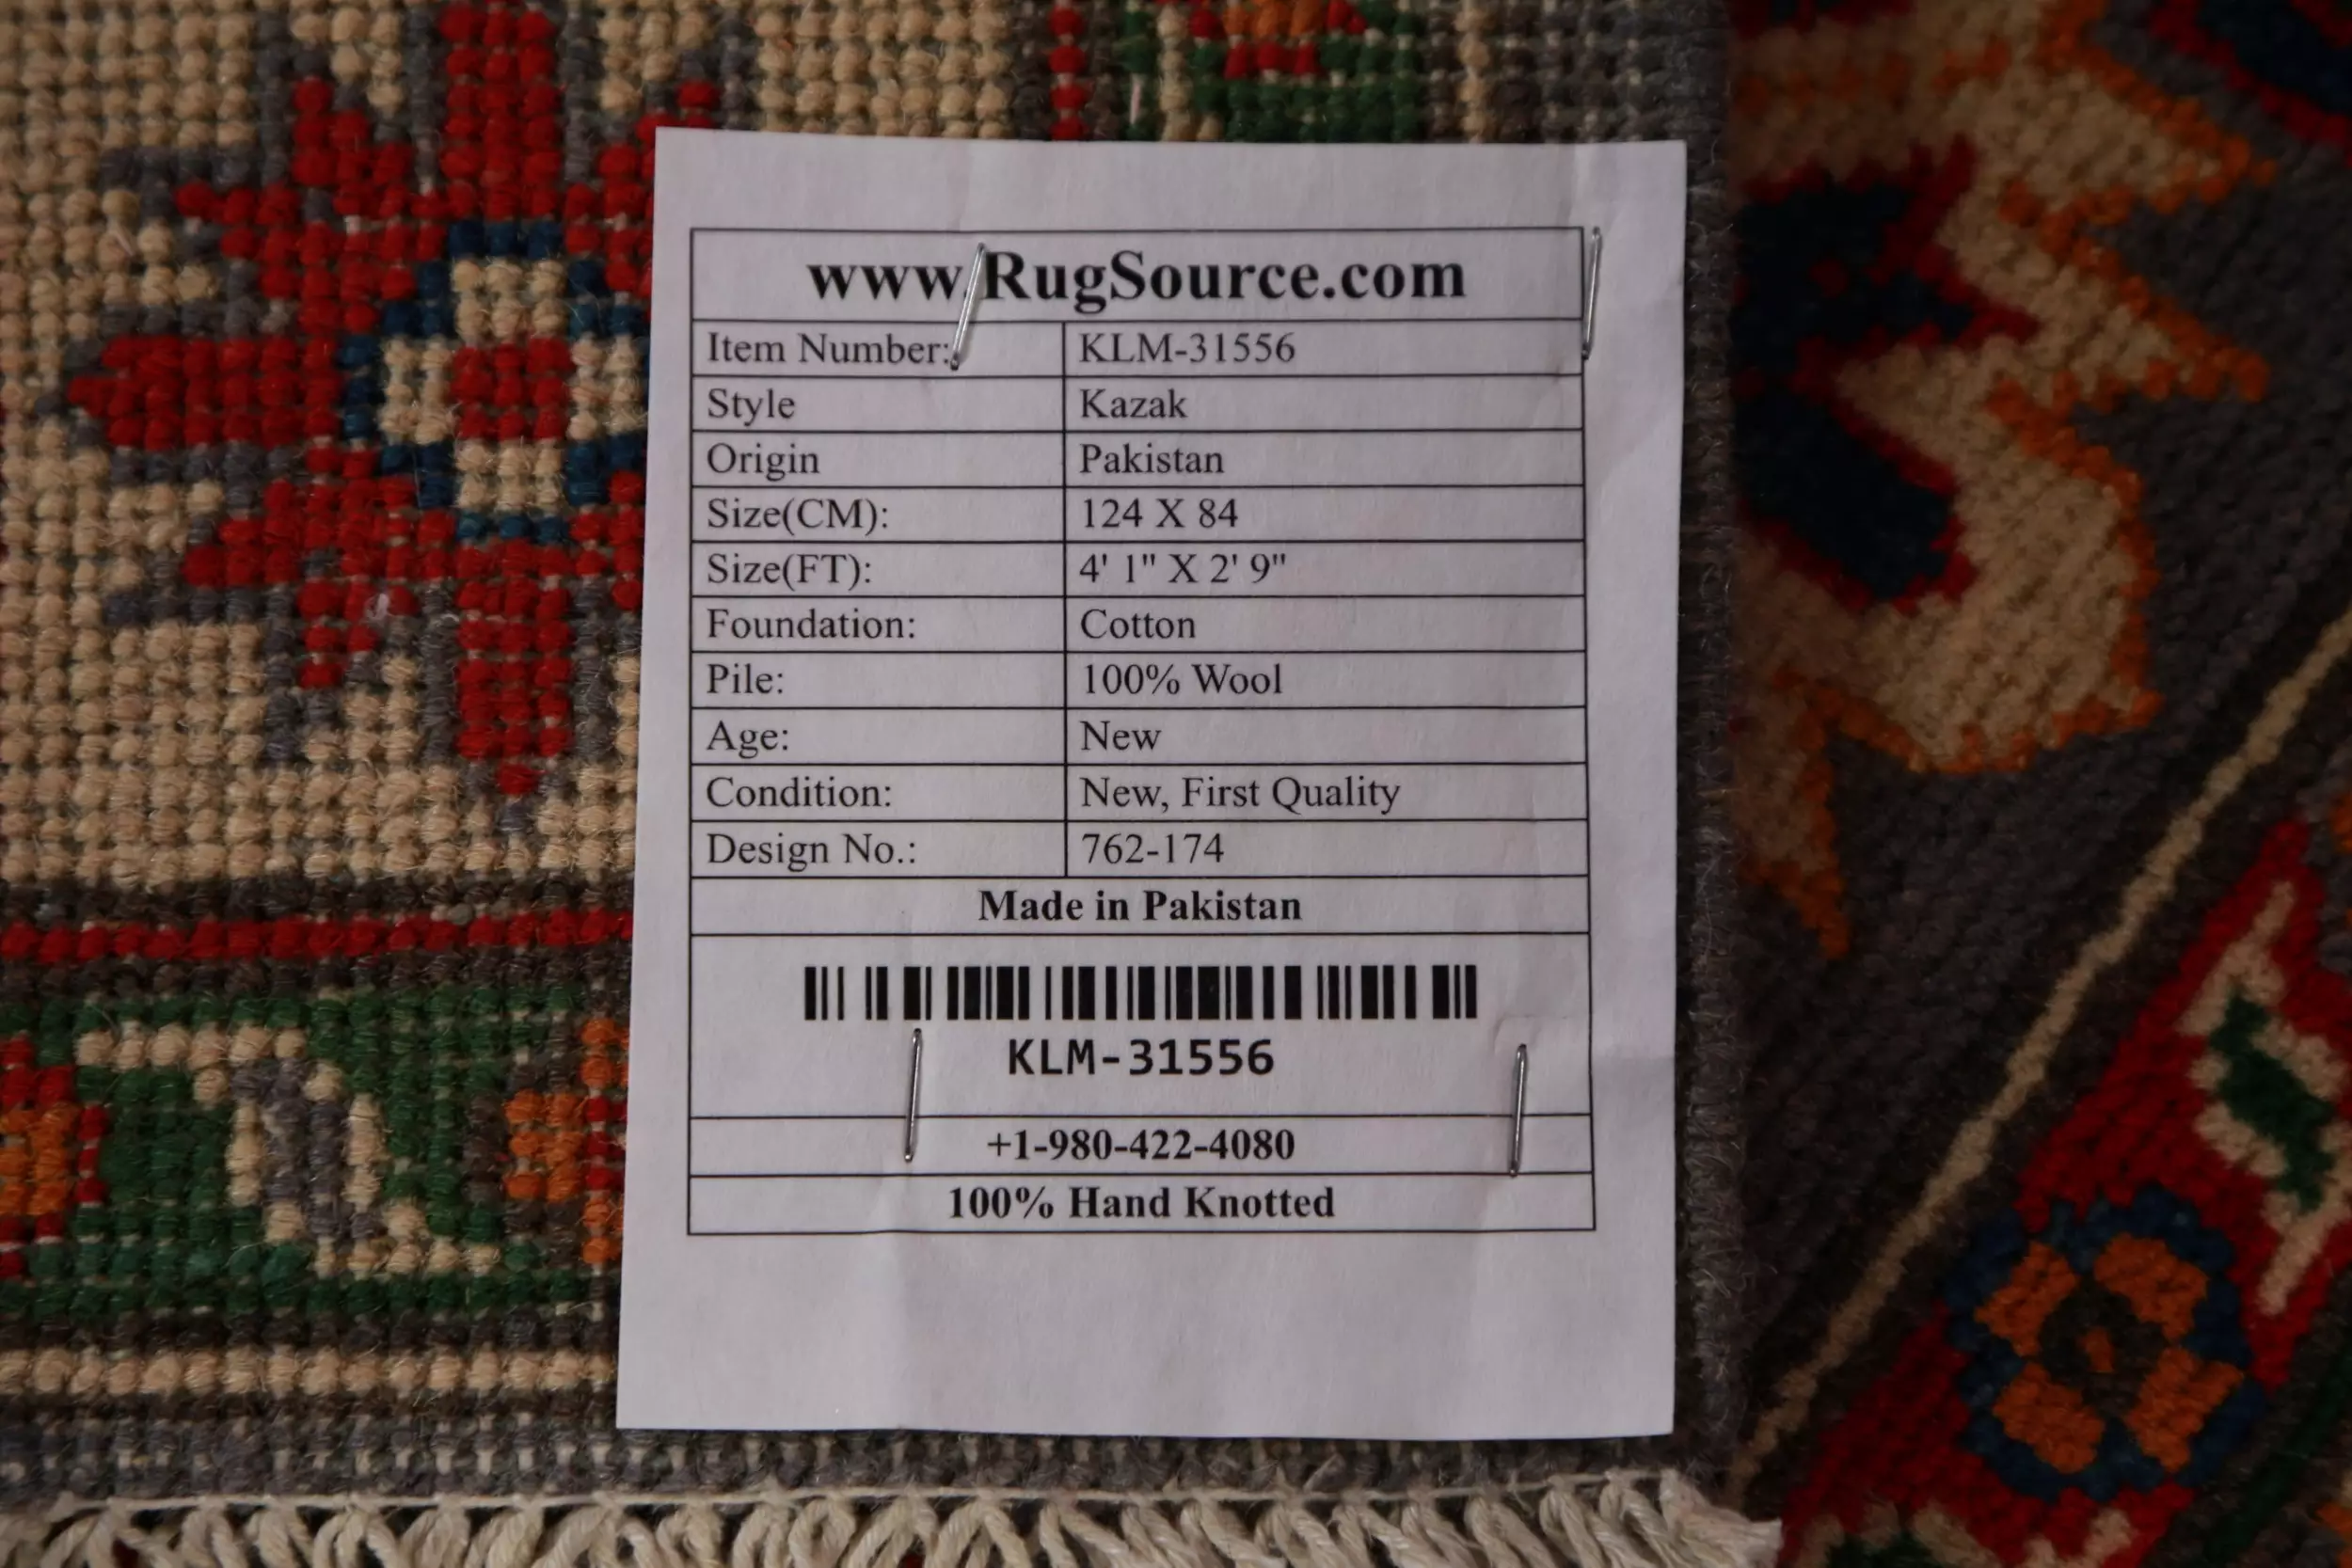 www.RugSource.com
Item Number: KLM-31556
Style Kazak
Origin Pakistan
Size(CM): 124 X 84
Size(FT): 4' 1" X 2' 9"
Foundation: Cotton
Pile: 100% Wool
Age: New
Condition: New, First Quality
Design No.: 762-174
Made in Pakistan
KLM-31556
+1-980-422-4080
100% Hand Knotted